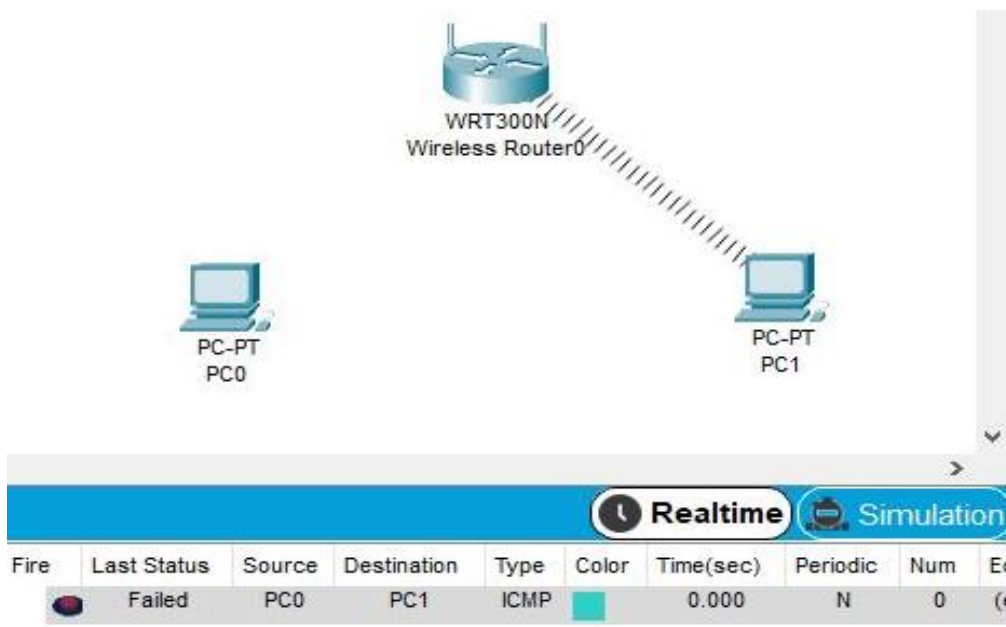 WRT300N
Wireless Router0
PC-PT
PC0
PC-PT
PC1
Realtime Simulation
Fire Last Status Source Destination Type Color Time(sec) Periodic Num
Failed PC0 PC1 ICMP 0.000 N 0